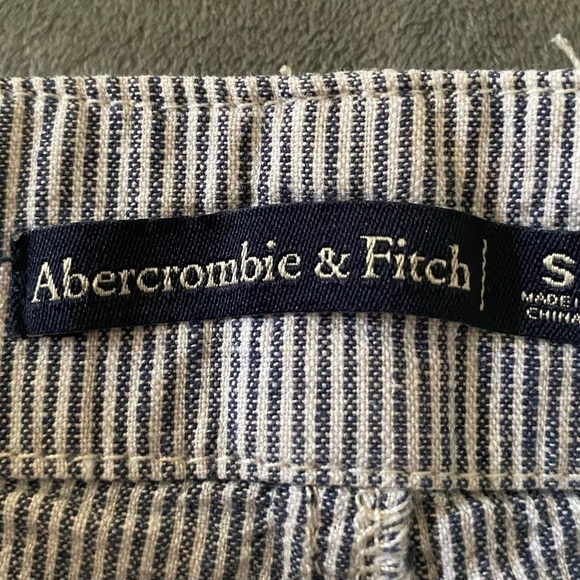 Abercrombie & Fitch
S
MADE IN
CHINA